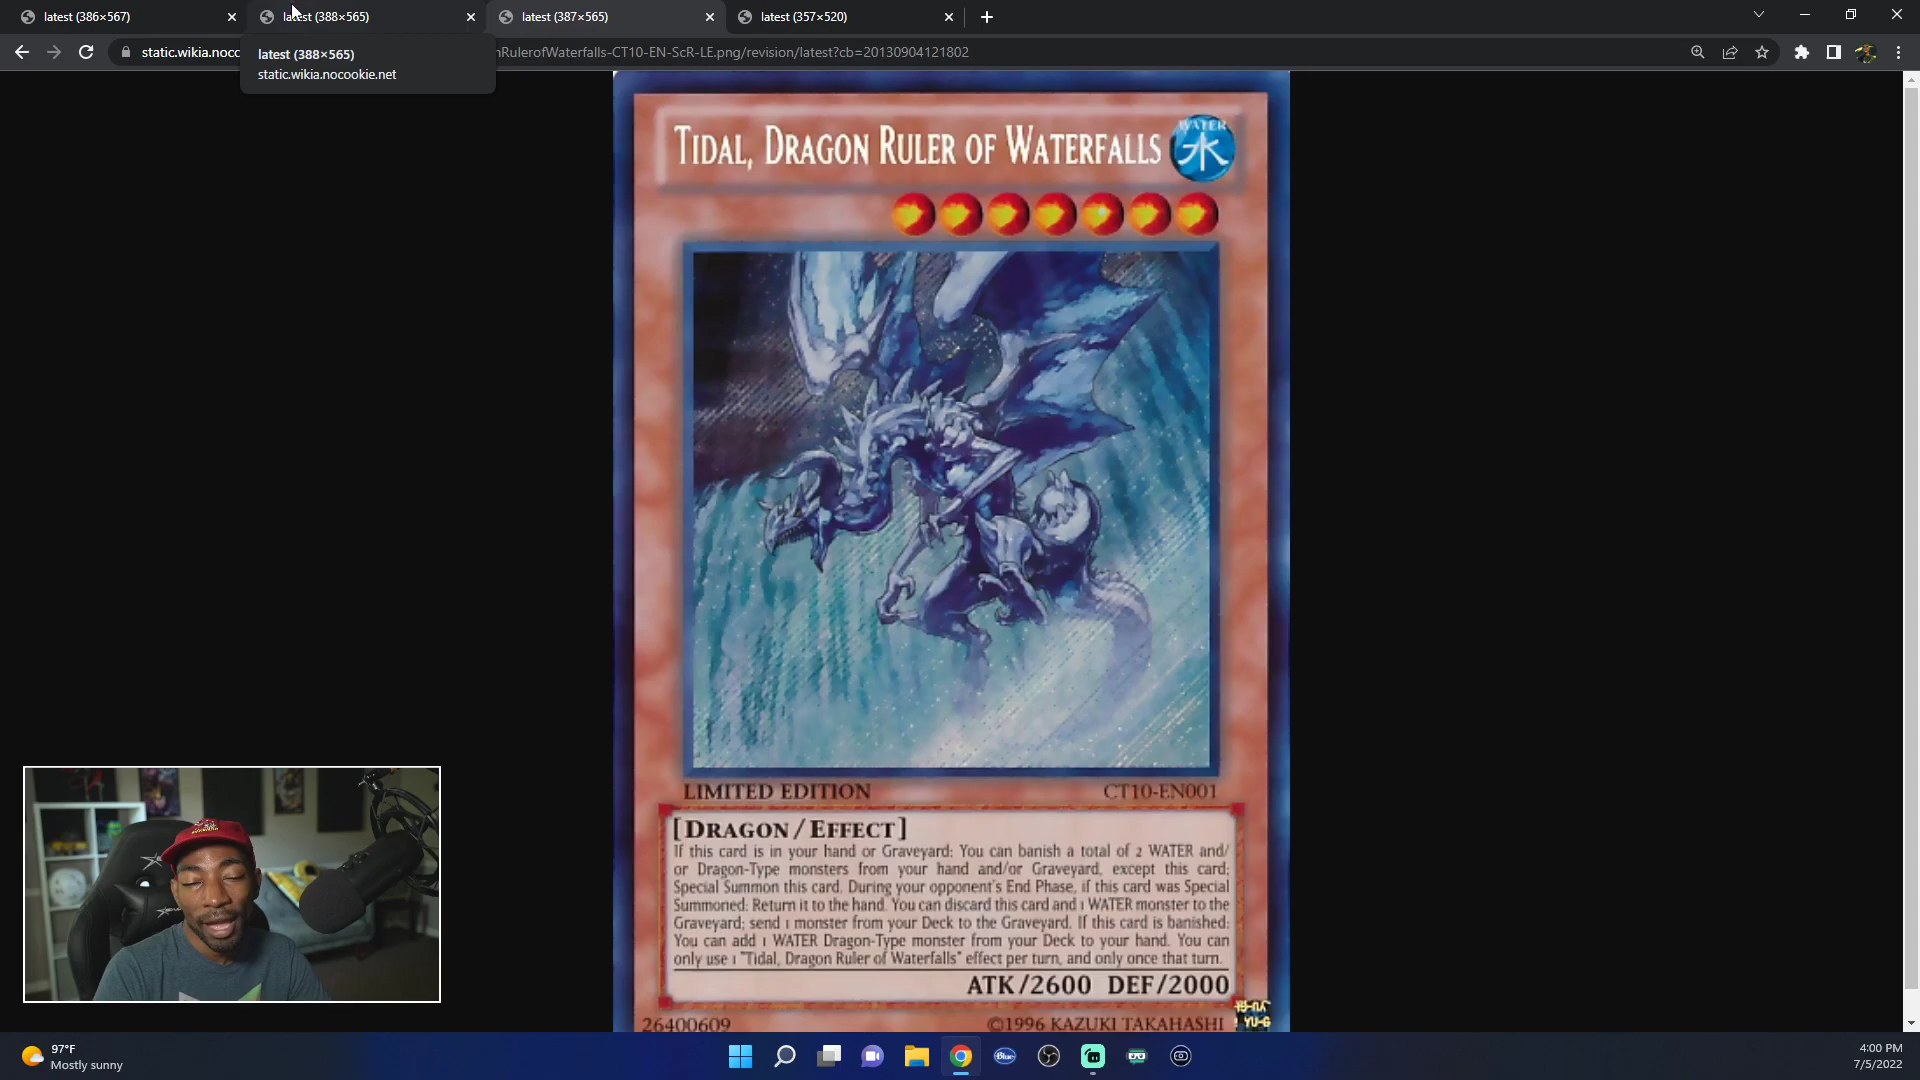 latest (386×567)
latest (388×565)
latest (387×565)
latest (357×520)
static.wikia.noco
nRulerofWaterfalls-CT10-EN-ScR-LE.png/revision/latest?cb=20130904121802
latest (388×565)
static.wikia.nocookie.net
TIDAL, DRAGON RULER OF WATERFALLS
WATER
水
LIMITED EDITION CT10-EN001
[DRAGON/EFFECT]
If this card is in your hand or Graveyard: You can banish a total of 2 WATER and/
or Dragon-Type monsters from your hand and/or Graveyard, except this card;
Special Summon this card. During your opponent's End Phase, if this card was Special
Summoned: Return it to the hand. You can discard this card and 1 WATER monster to the
Graveyard; send 1 monster from your Deck to the Graveyard. If this card is banished:
You can add 1 WATER Dragon-Type monster from your Deck to your hand. You can
only use 1 "Tidal, Dragon Ruler of Waterfalls" effect per turn, and only once that turn.
ATK/2600 DEF/2000
26400609 ©1996 KAZUKI TAKAHASHI
97°F
Mostly sunny
Blue
4:00 PM
7/5/2022